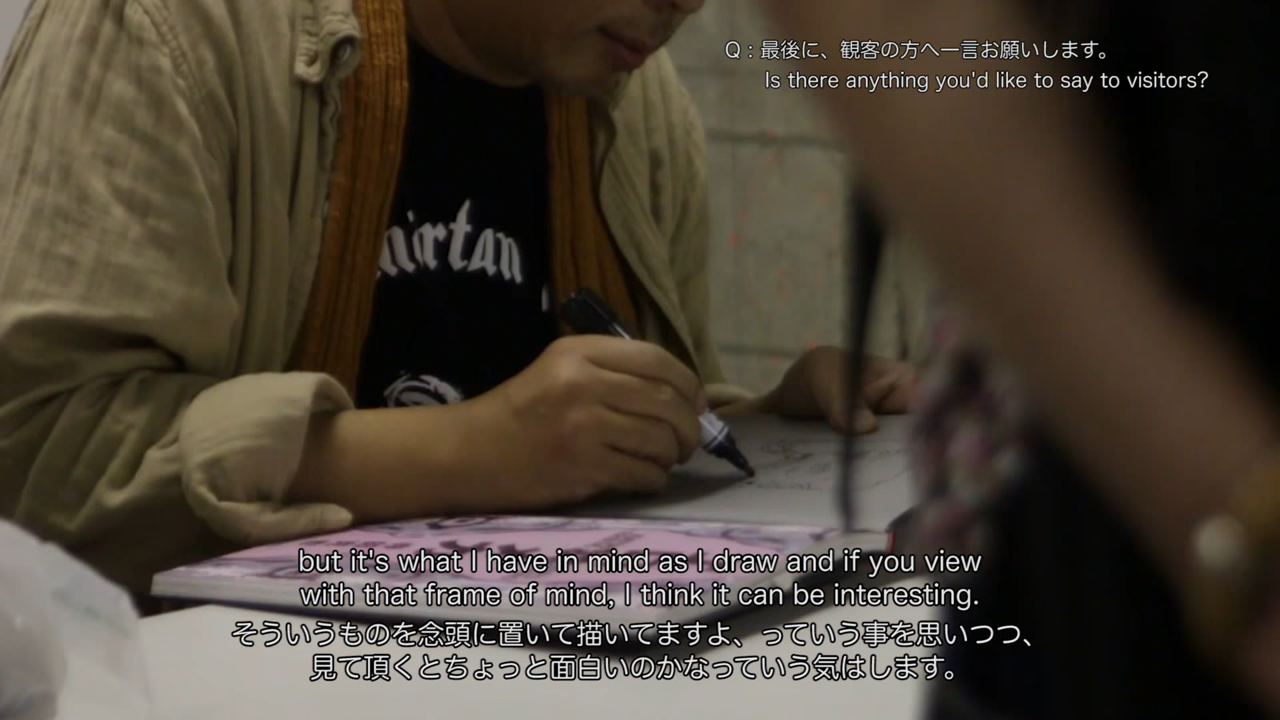 Q : 最後に、観客の方へ一言お願いします。
Is there anything you'd like to say to visitors?
but it's what I have in mind as I draw and if you view
with that frame of mind, I think it can be interesting.
そういうものを念頭に置いて描いてますよ、っていう事を思いつつ、
見て頂くとちょっと面白いのかなっていう気はします。